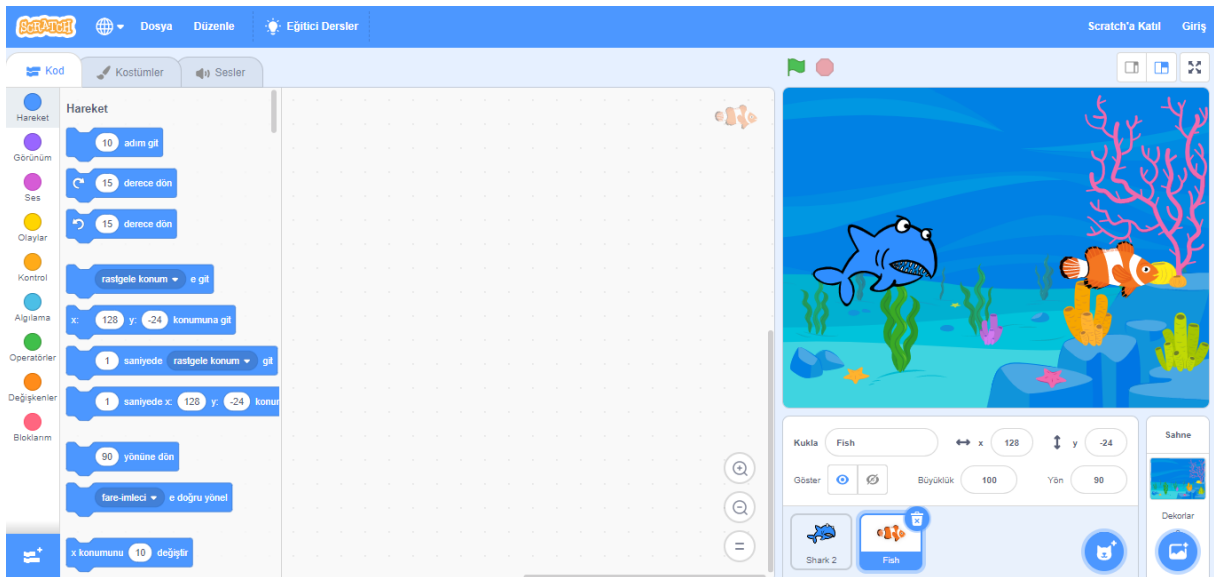 SCRATCH Dosya Düzenle Eğitici Dersler Scratch'a Katıl Giriş
Kod Kostümler Sesler
Hareket
Görünüm
Ses
Olaylar
Kontrol
Algılama
Operatörler
Değişkenler
Bloklarım
Hareket
10 adım git
15 derece dön
15 derece dön
rastgele konum e git
x: 128 y: -24 konumuna git
1 saniyede rastgele konum git
1 saniyede x: 128 y: -24 konur
90 yönüne dön
fare-imleci e doğru yönel
x konumunu 10 değiştir
Kukla Fish x 128 y -24
Göster Büyüklük 100 Yön 90
Shark 2
Fish
Sahne
Dekorlar